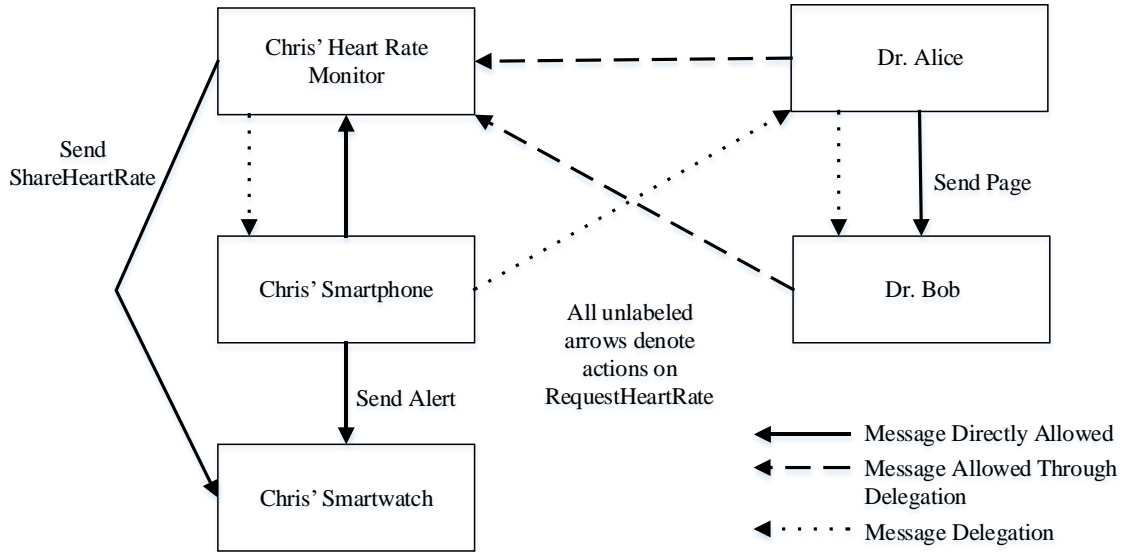 Chris’ Heart Rate
Monitor
Dr. Alice
Send
ShareHeartRate
Send Page
Chris’ Smartphone
Dr. Bob
All unlabeled
arrows denote
actions on
RequestHeartRate
Send Alert
Chris’ Smartwatch
Message Directly Allowed
Message Allowed Through
Delegation
Message Delegation